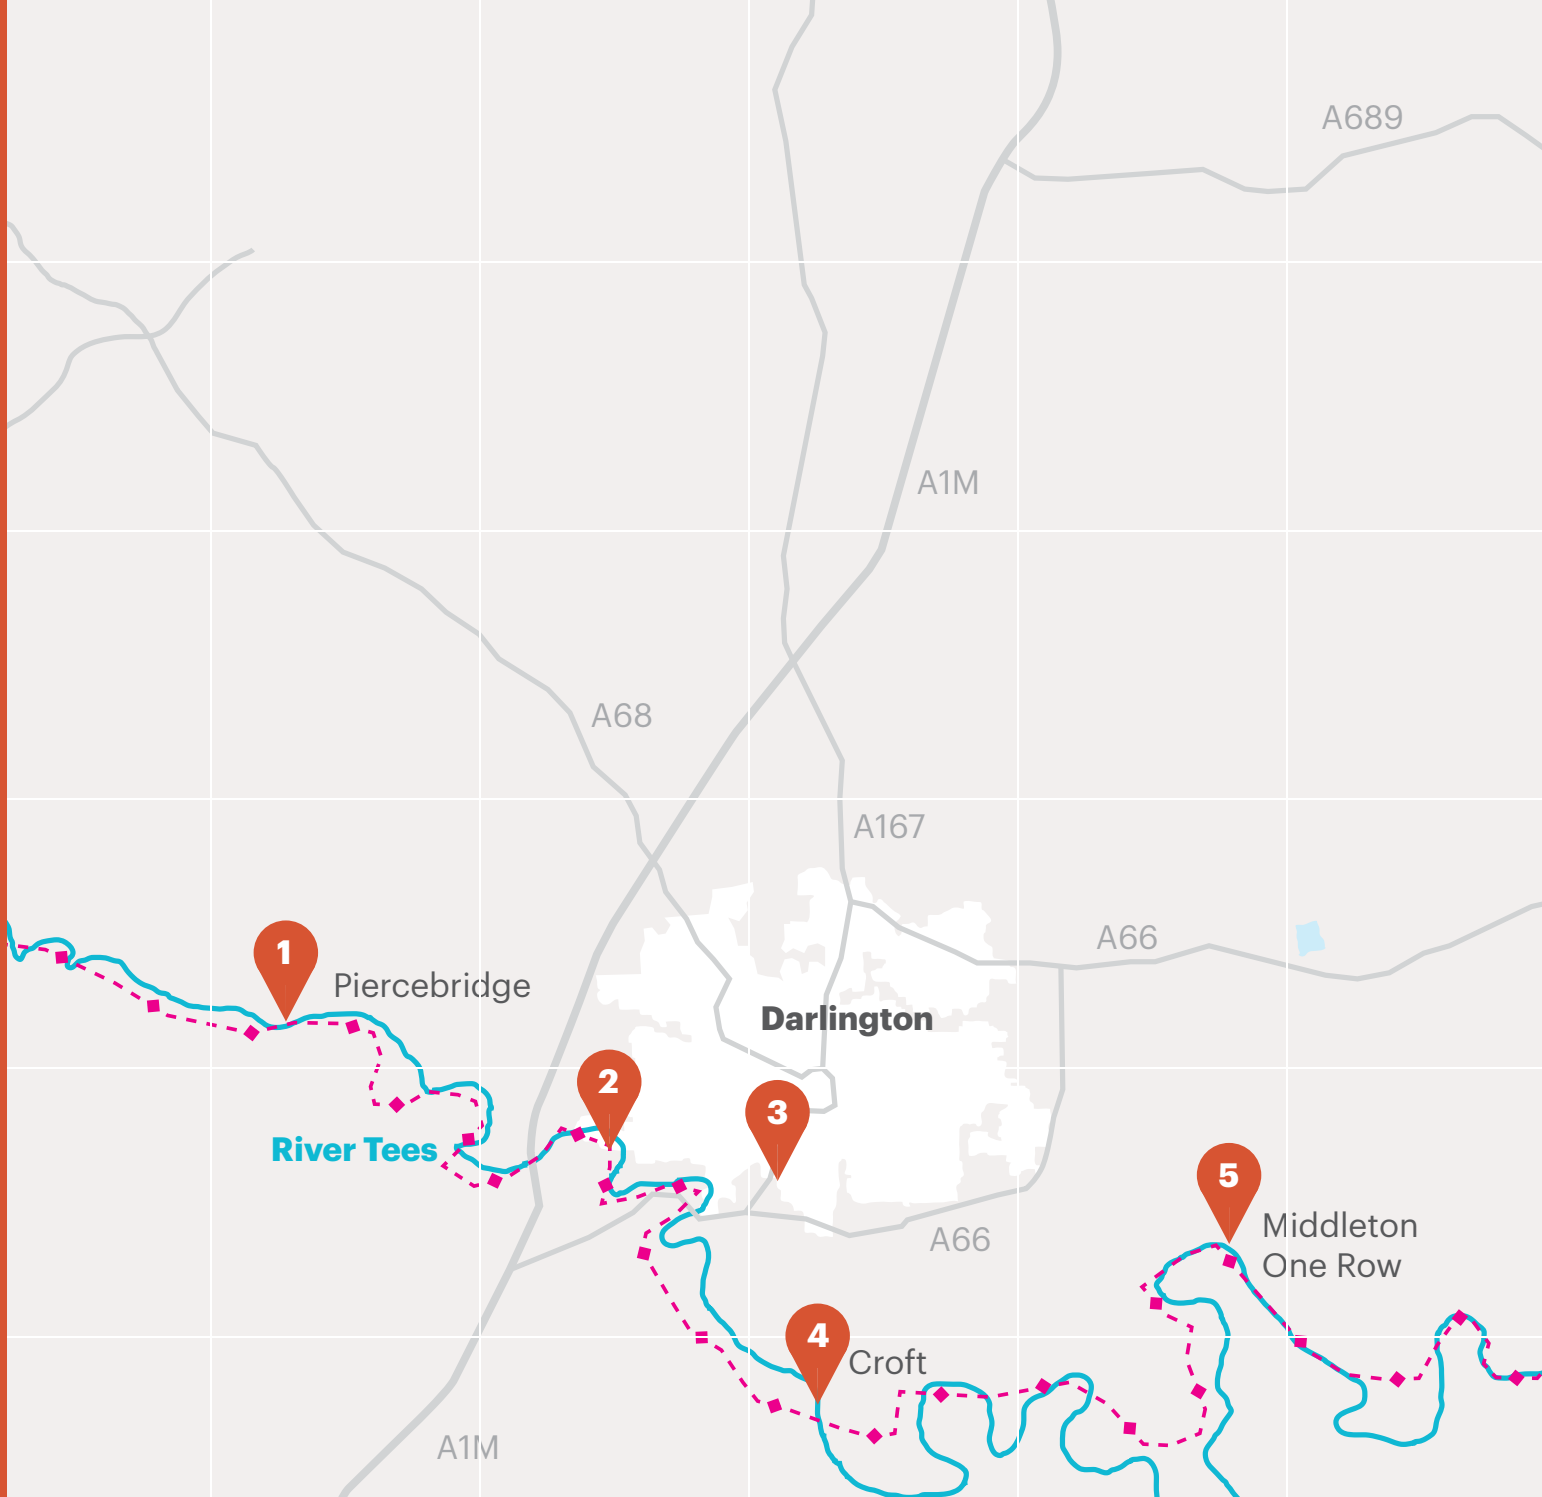 A689
A1M
A68
A167
A66
1
Piercebridge
Darlington
2
3
River Tees
5
Middleton
One Row
A66
4
Croft
A1M